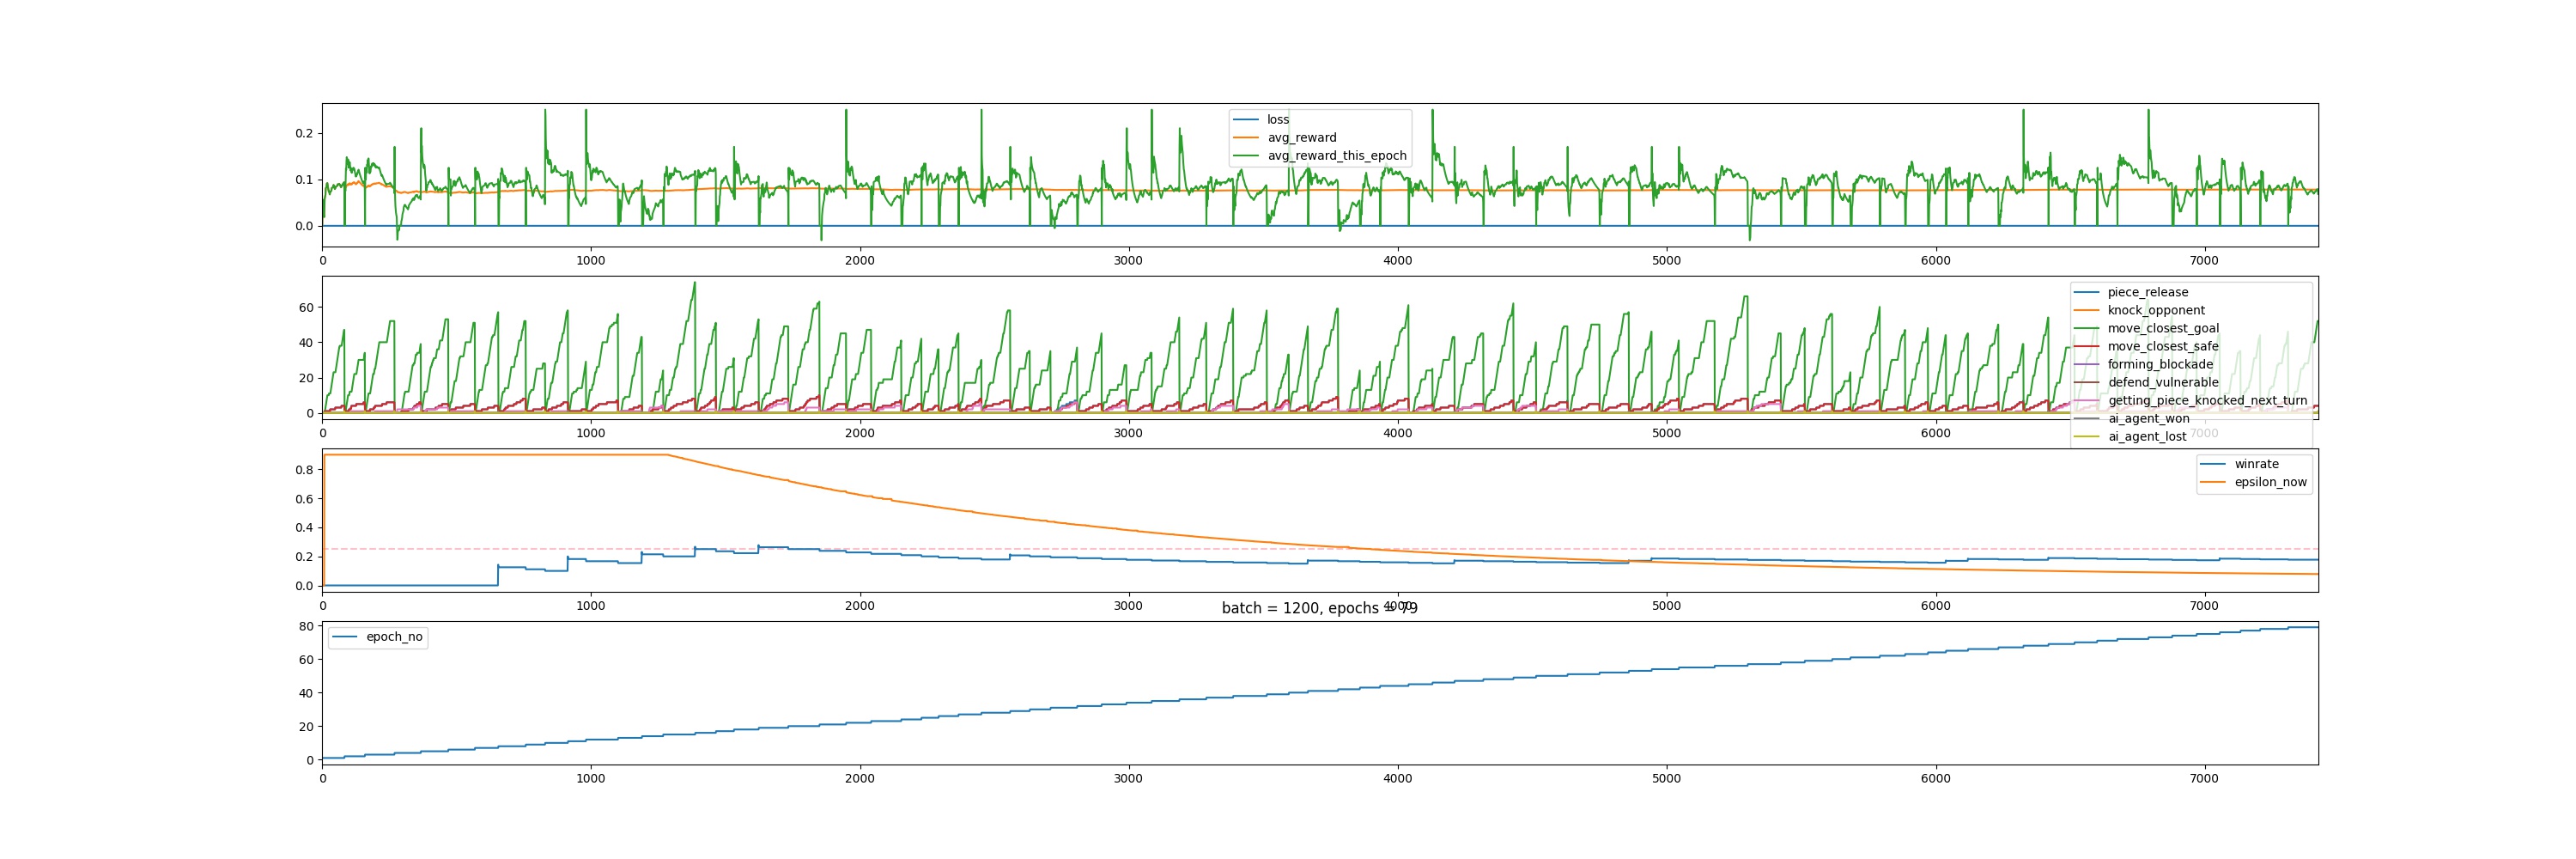 loss
avg_reward
avg_reward_this_epoch
0.2
0.1
0.0
0 1000 2000 3000 4000 5000 6000 7000
piece_release
knock_opponent
move_closest_goal
move_closest_safe
forming_blockade
defend_vulnerable
getting_piece_knocked_next_turn
ai_agent_won
ai_agent_lost
60
40
20
0
0 1000 2000 3000 4000 5000 6000 7000
winrate
epsilon_now
0.8
0.6
0.4
0.2
0.0
0 1000 2000 3000 4000 5000 6000 7000
batch = 1200, epochs = 79
epoch_no
80
60
40
20
0
0 1000 2000 3000 4000 5000 6000 7000